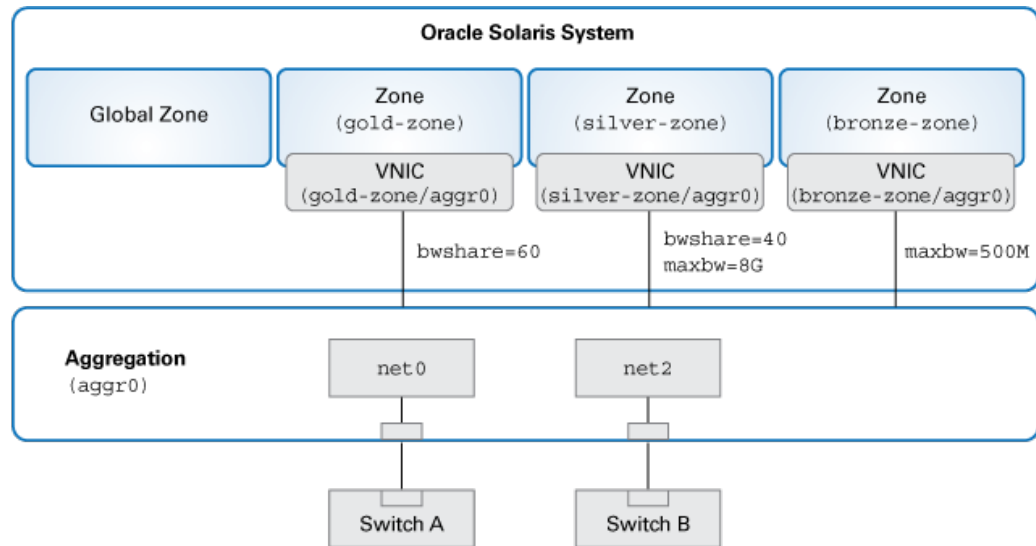 Oracle Solaris System
Global Zone
Zone
(gold-zone)
VNIC
(gold-zone/aggr0)
bwshare=60
Zone
(silver-zone)
VNIC
(silver-zone/aggr0)
bwshare=40
maxbw=8G
Zone
(bronze-zone)
VNIC
(bronze-zone/aggr0)
maxbw=500M
Aggregation
(aggr0)
net0
net2
Switch A
Switch B